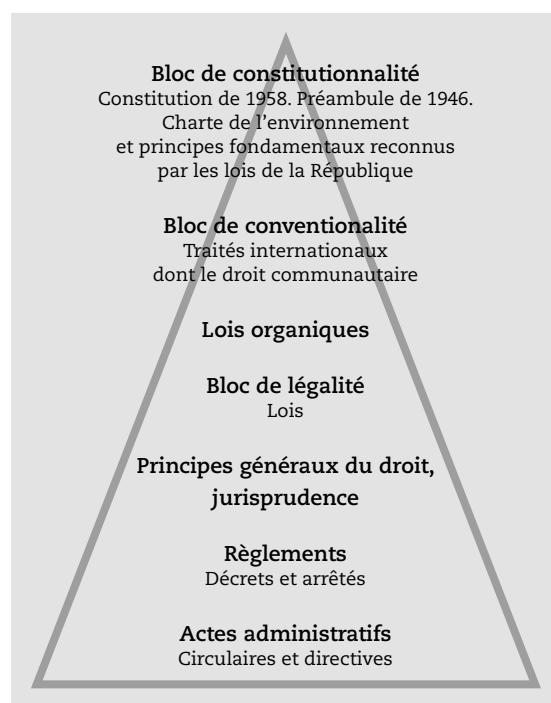 Bloc de constitutionnalité
Constitution de 1958. Préambule de 1946.
Charte de l'environnement
et principes fondamentaux reconnus
par les lois de la République
Bloc de conventionalité
Traités internationaux
dont le droit communautaire
Lois organiques
Bloc de légalité
Lois
Principes généraux du droit,
jurisprudence
Règlements
Décrets et arrêtés
Actes administratifs
Circulaires et directives